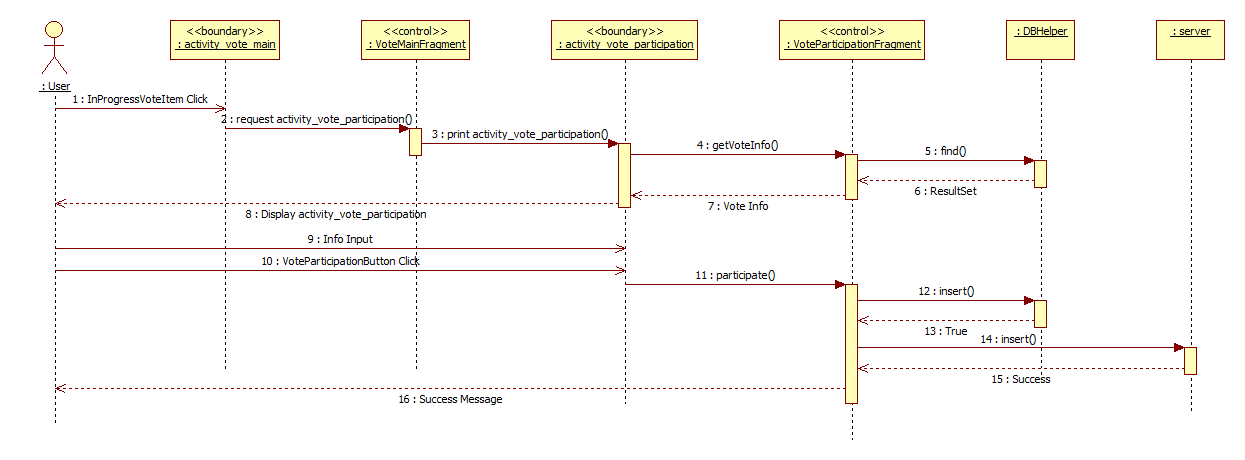 <<boundary>>
: activity_vote_main
<<control>>
: VoteMainFragment
<<boundary>>
: activity_vote_participation
<<control>>
: VoteParticipationFragment
: DBHelper
: server
: User
1 : InProgressVoteItem Click
2 : request activity_vote_participation()
3 : print activity_vote_participation()
4 : getVoteInfo()
5 : find()
6 : ResultSet
7 : Vote Info
8 : Display activity_vote_participation
9 : Info Input
10 : VoteParticipationButton Click
11 : participate()
12 : insert()
13 : True
14 : insert()
15 : Success
16 : Success Message